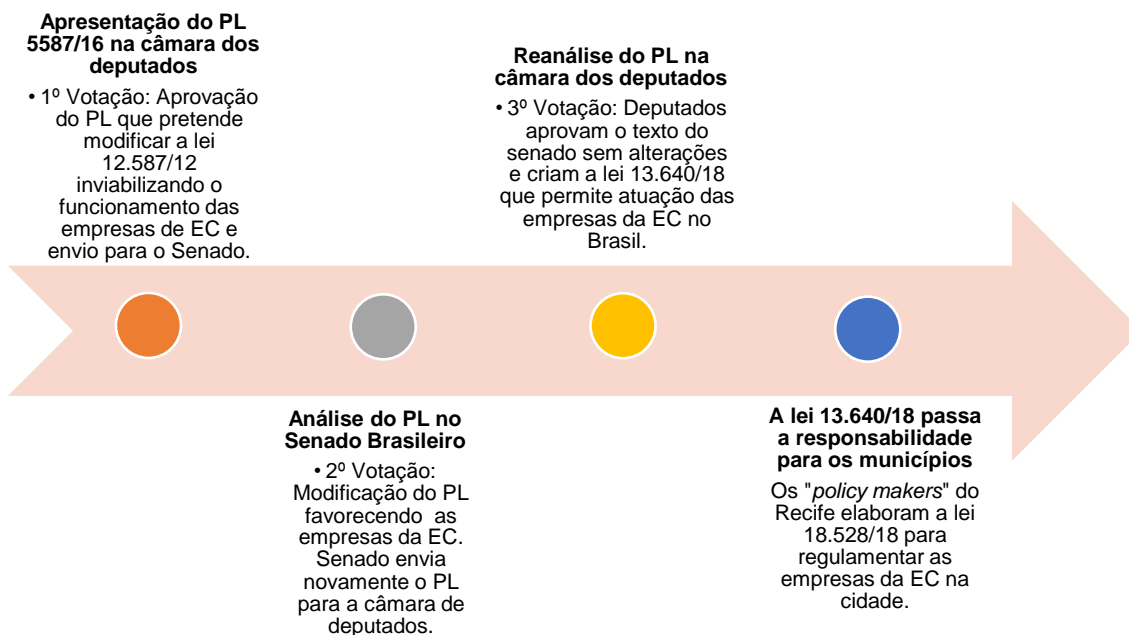 Apresentação do PL
5587/16 na câmara dos
deputados
• 1º Votação: Aprovação
do PL que pretende
modificar a lei
12.587/12
inviabilizando o
funcionamento das
empresas de EC e
envio para o Senado.
Análise do PL no
Senado Brasileiro
• 2º Votação:
Modificação do PL
favorecendo as
empresas da EC.
Senado envia
novamente o PL
para a câmara de
deputados.
Reanálise do PL na
câmara dos deputados
• 3º Votação: Deputados
aprovam o texto do
senado sem alterações
e criam a lei 13.640/18
que permite atuação das
empresas da EC no
Brasil.
A lei 13.640/18 passa
a responsabilidade
para os municípios
Os "policy makers" do
Recife elaboram a lei
18.528/18 para
regulamentar as
empresas da EC na
cidade.